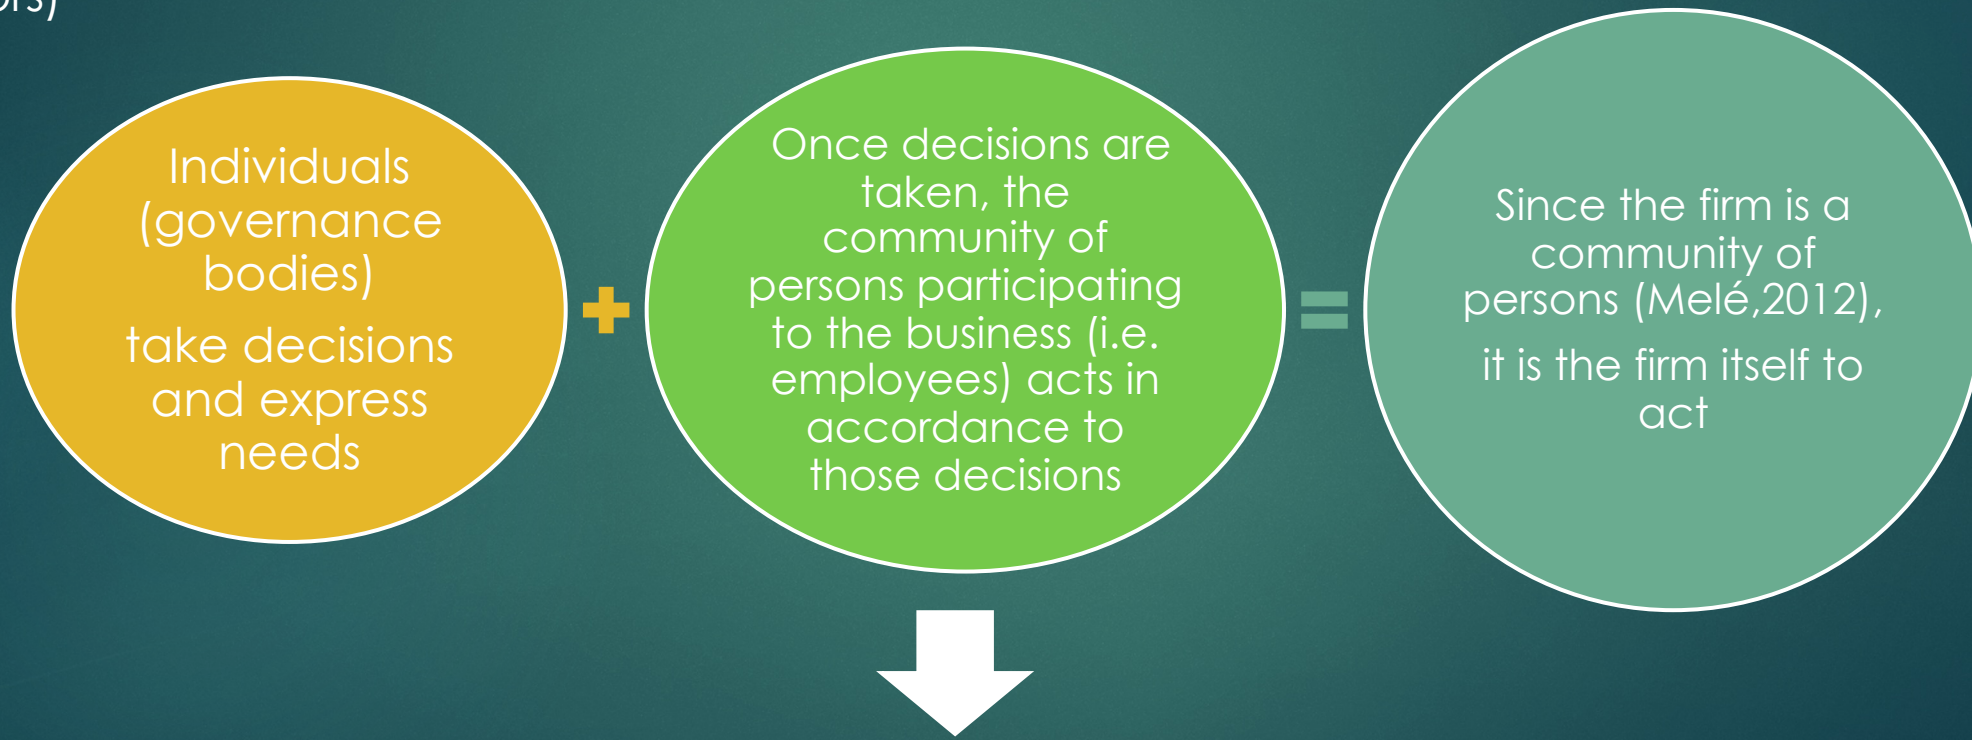 Individuals
(governance
bodies)
take decisions
and express
needs
Once decisions are
taken, the
community of
persons participating
to the business (i.e.
employees) acts in
accordance to
those decisions
Since the firm is a
community of
persons (Melé,2012),
it is the firm itself to
act